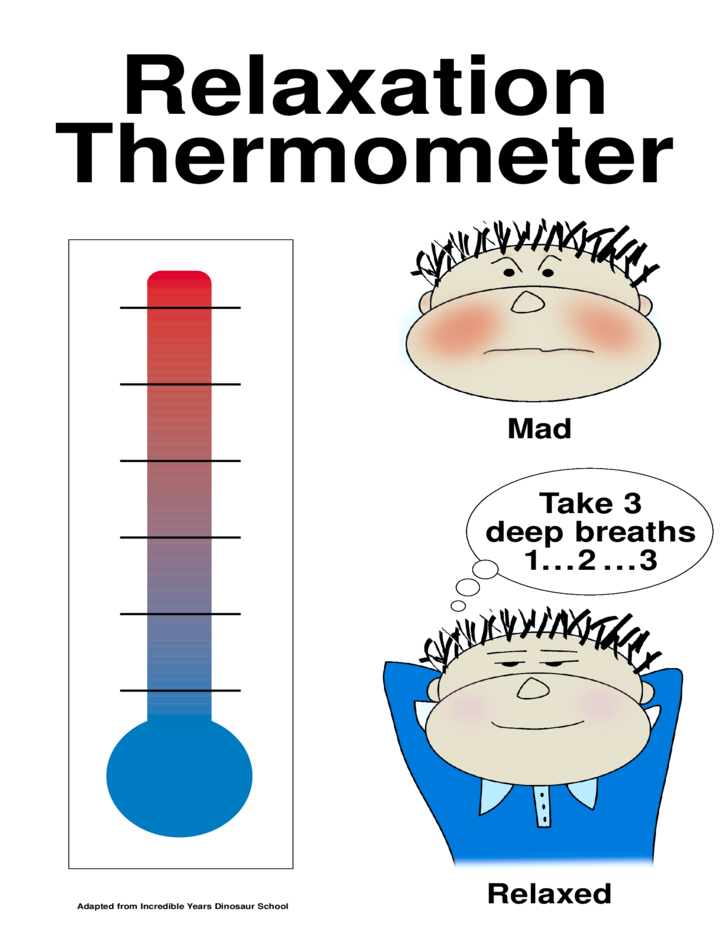 Relaxation
Thermometer
Mad
Take 3
deep breaths
1...2 ...3
Relaxed
Adapted from Incredible Years Dinosaur School